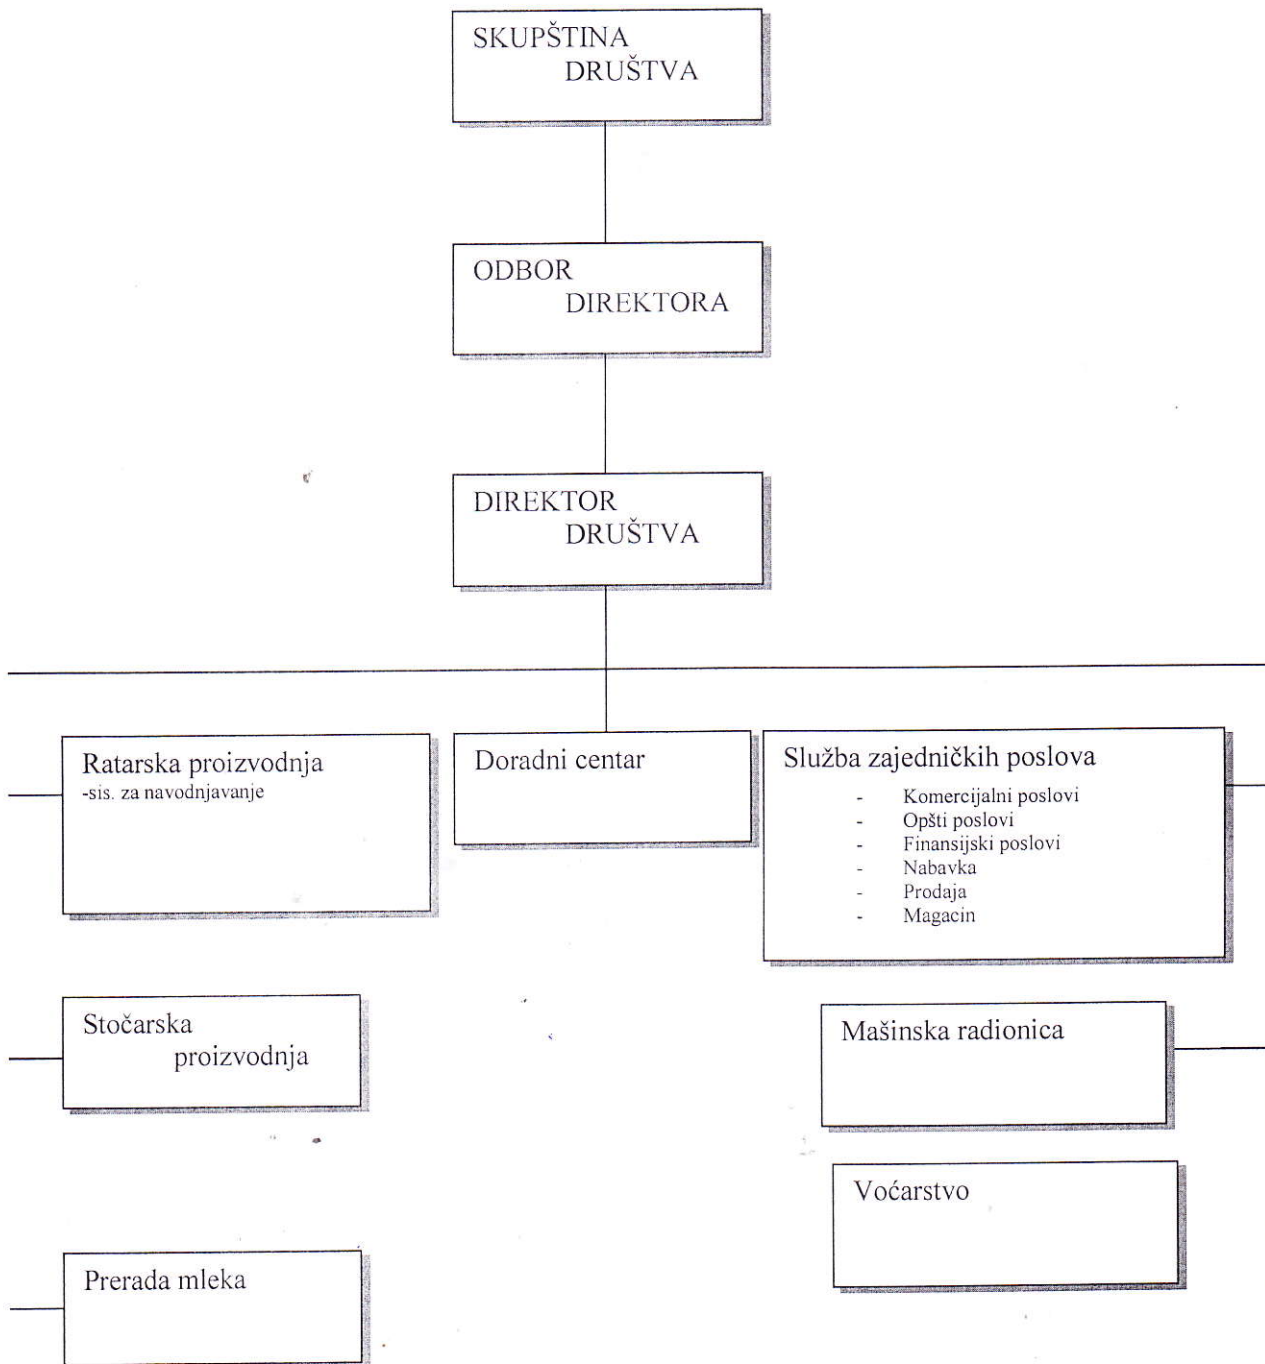 SKUPŠTINA
DRUŠTVA
ODBOR
DIREKTORA
DIREKTOR
DRUŠTVA
Ratarska proizvodnja
-sis. za navodnjavanje
Doradni centar
Služba zajedničkih poslova
- Komercijalni poslovi
- Opšti poslovi
- Finansijski poslovi
- Nabavka
- Prodaja
- Magacin
Stočarska
proizvodnja
Mašinska radionica
Voćarstvo
Prerada mleka